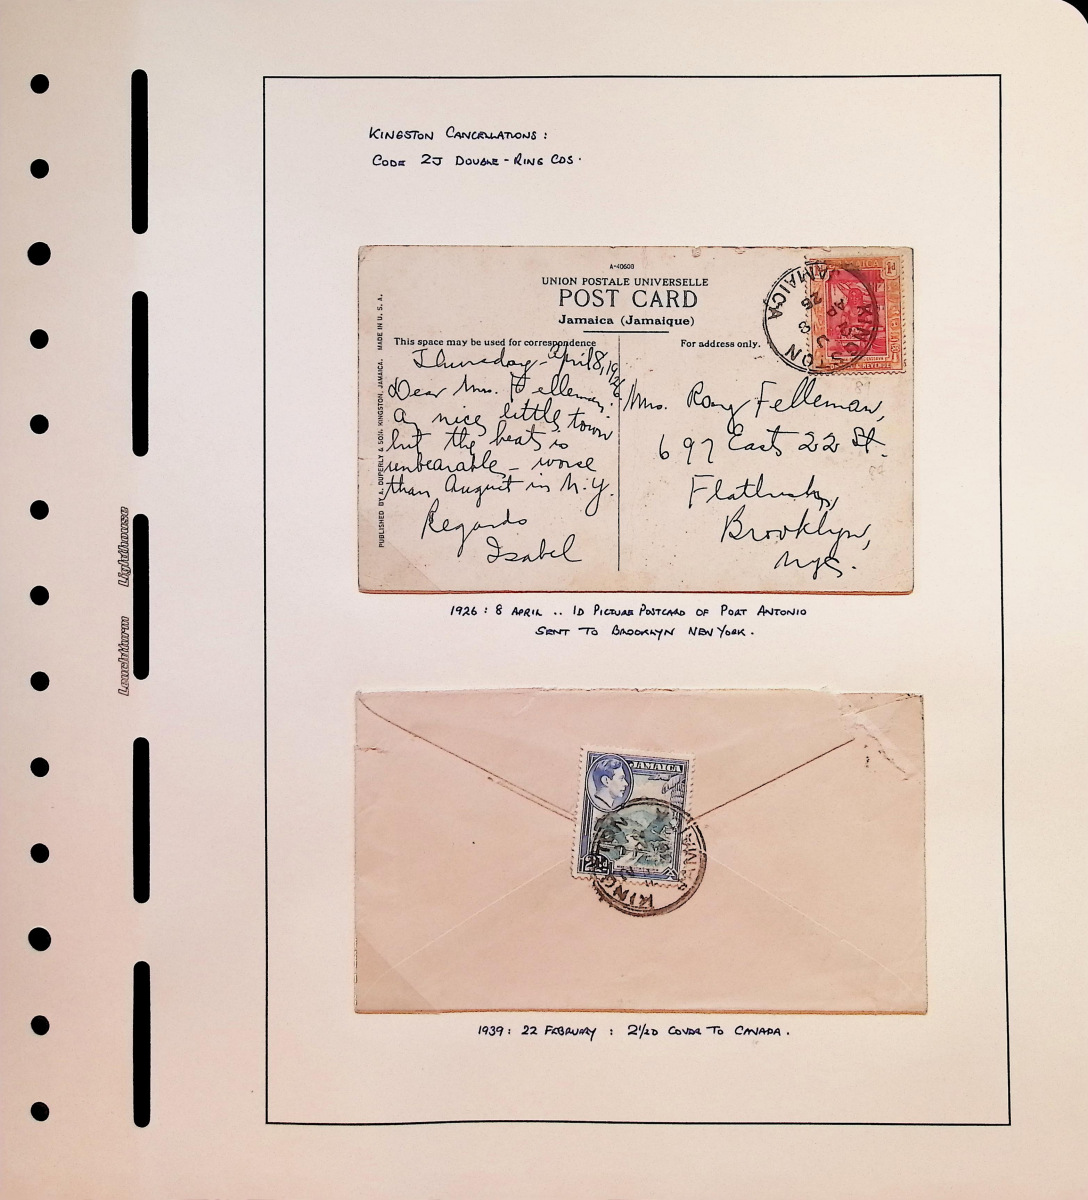 KINGSTON CANCELLATIONS:
CODE 2J DOUBLE-RING CDS.
A-40608
UNION POSTALE UNIVERSELLE
POST CARD
Jamaica (Jamaique)
This space may be used for correspondence
For address only.
PUBLISHED BY A. DUPERLY & SON, KINGSTON, JAMAICA. MADE IN U. S. A.
Thursday - April 8, 1926.
Dear Mrs. Felleman:
A nice little town
but the heat is
unbearable - worse
than August in N.Y.
Regards
Isabel
Mrs. Felleman,
697 East 22 St.
Flatbush,
Brooklyn,
KINGSTON
JAMAICA
AP 8
26
1926: 8 APRIL .. 1D PICTURE POSTCARD OF PORT ANTONIO
SENT TO BROOKLYN NEW YORK.
JAMAICA
KINGSTON
JAMAICA
1939: 22 FEBRUARY : 2½D COVER TO CANADA.
Leuchtturm Lighthouse